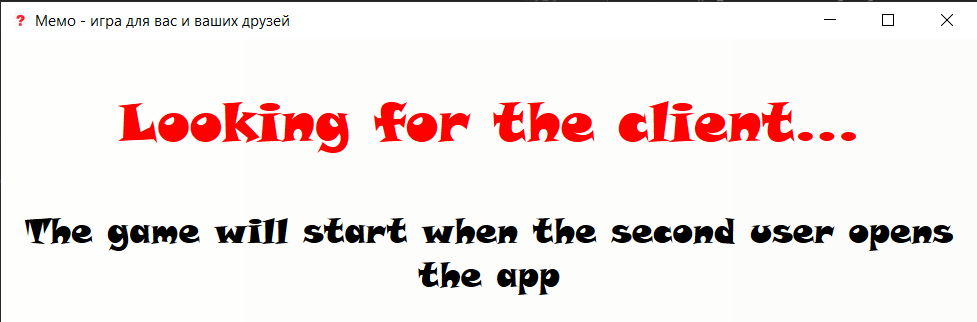 ? Мемо - игра для вас и ваших друзей
Looking for the client...
The game will start when the second user opens
the app